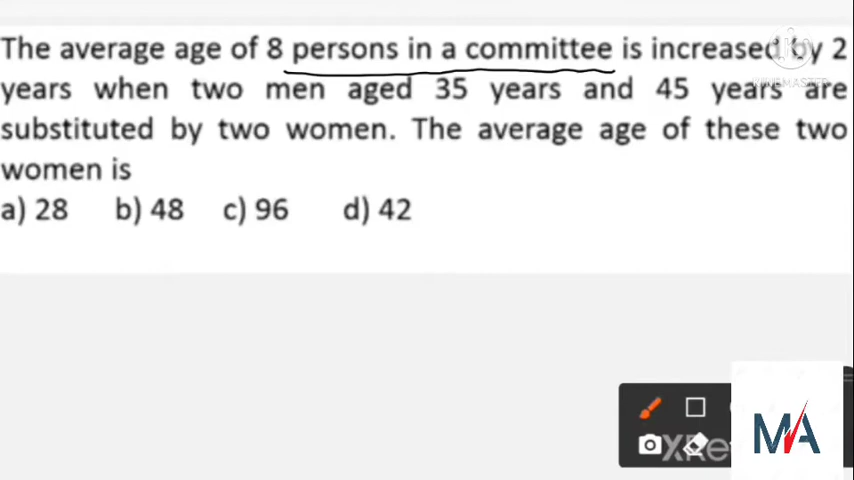 The average age of 8 persons in a committee is increased by 2
years when two men aged 35 years and 45 years are
substituted by two women. The average age of these two
women is
a) 28 b) 48 c) 96 d) 42
KINEMASTER
MA